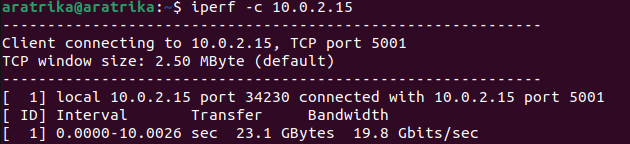 aratrika@aratrika:~$ iperf -c 10.0.2.15
------------------------------------------------------------
Client connecting to 10.0.2.15, TCP port 5001
TCP window size: 2.50 MByte (default)
------------------------------------------------------------
[  1] local 10.0.2.15 port 34230 connected with 10.0.2.15 port 5001
[ ID] Interval       Transfer     Bandwidth
[  1] 0.0000-10.0026 sec  23.1 GBytes  19.8 Gbits/sec